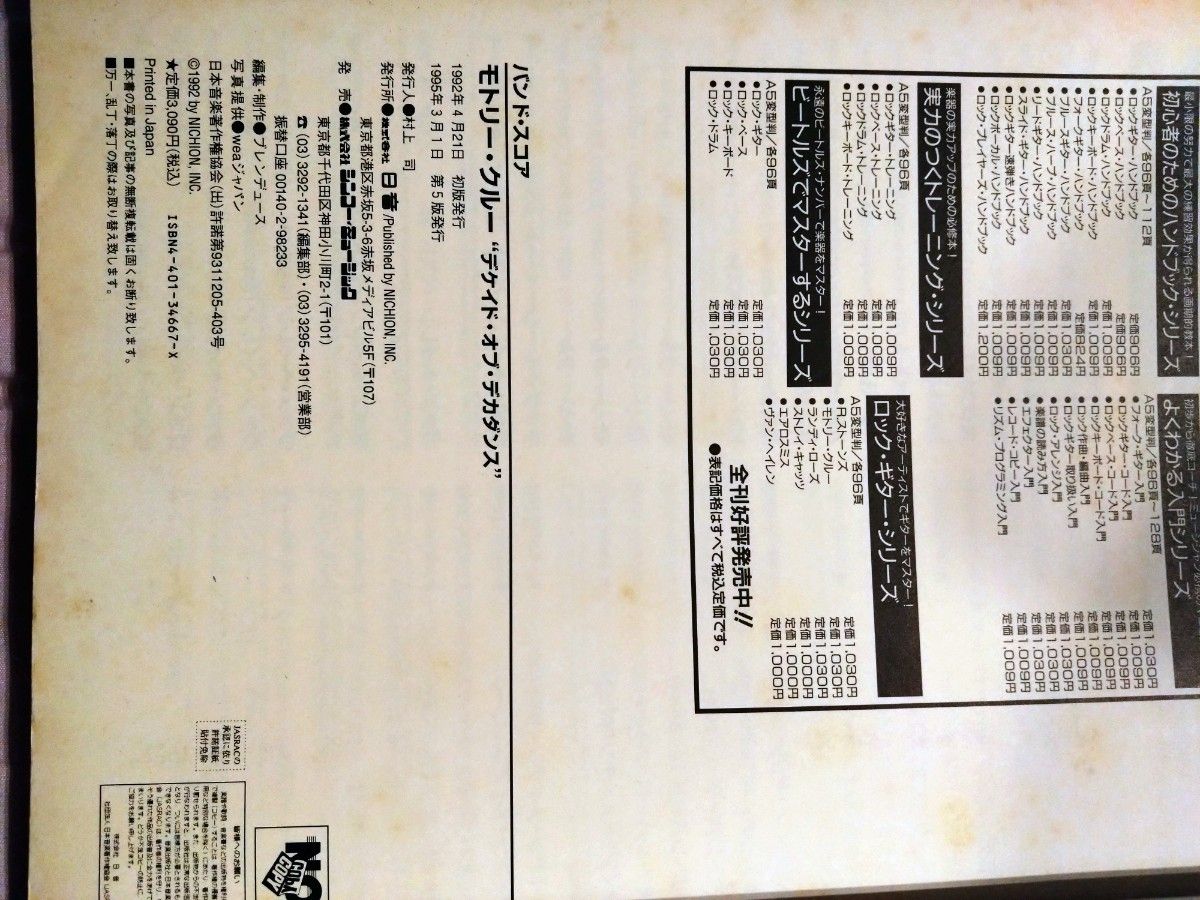 初心者のためのハンドブック・シリーズ
A5変型判/各96頁～112頁
●ロックギター・ハンドブック 定価906円
●ロックベース・ハンドブック 定価906円
●ロックドラム・ハンドブック 定価1,009円
●ロックキーボード・ハンドブック 定価1,009円
●ブルースギター・ハンドブック 定価824円
●ブルース・ハープ・ハンドブック 定価1,030円
●リードギター・ハンドブック 定価1,009円
●スライド・ギター・ハンドブック 定価1,009円
●ロックギター速弾きハンドブック 定価1,009円
●ロックボーカル・ハンドブック 定価1,009円
●ロック・プレイヤーズ・ハンドブック 定価1,200円
楽器の実力アップのための必修本！
実力のつくトレーニング・シリーズ
A5変型判/各96頁
●ロックギター・トレーニング 定価1,009円
●ロックベース・トレーニング 定価1,009円
●ロックドラム・トレーニング 定価1,009円
●ロックキーボード・トレーニング 定価1,009円
永遠のビートルズ・ナンバーで楽器をマスター！
ビートルズでマスターするシリーズ
A5変型判/各96頁
●ロック・ギター 定価1,030円
●ロック・ベース 定価1,030円
●ロック・キーボード 定価1,030円
●ロック・ドラム 定価1,030円
よくわかる入門シリーズ
A5変型判/各96頁～128頁
●フォーク・ギター入門 定価1,030円
●エフェクト・ギター入門 定価1,009円
●ロックギター・コード入門 定価1,009円
●ロックベース・コード入門 定価1,009円
●ロックキーボード・コード入門 定価1,009円
●ロック作曲・編曲入門 定価1,009円
●ロックギター取り扱い入門 定価1,009円
●ロック・アレンジ入門 定価1,009円
●楽譜の読み方入門 定価1,009円
●エフェクター入門 定価1,009円
●レコード・コピー入門 定価1,009円
●リズム・プログラミング入門 定価1,009円
大好きなアーティストでギターをマスター！
ロック・ギター・シリーズ
A5変型判/各96頁
●R.ストーンズ 定価1,030円
●モトリー・クルー 定価1,030円
●ランディ・ローズ 定価1,030円
●ストレイ・キャッツ 定価1,000円
●エアロスミス 定価1,000円
●ヴァン・ヘイレン 定価1,000円
全刊好評発売中!!
●表記価格はすべて税込定価です。
バンド・スコア
モトリー・クルー“デケイド・オブ・デカダンス”
1992年4月21日 初版発行
1995年3月1日 第5版発行
発行人●村上 司
発行所●株式会社 日音/Published by NICHION, INC.
東京都港区赤坂5-3-6赤坂メディアビル5F(〒107)
発 売●株式会社 シンコー・ミュージック
東京都千代田区神田小川町2-1(〒101)
☎(03)3292-1341(編集部)・(03)3295-4191(営業部)
振替口座 00140-2-98233
編集・制作●ブレンデュース
写真提供●weaジャパン
日本音楽著作権協会(出)許諾第9311205-403号
©1992 by NICHION, INC.
★定価3,090円(税込) ISBN4-401-34667-X
Printed in Japan
■本書の写真及び記事の無断複転載は固くお断り致します。
■万一、乱丁・落丁の際はお取り替え致します。
JASRACの
承認に依り
許諾証紙
貼付免除
皆様へのお願い
株式会社 日音
NO
COPY